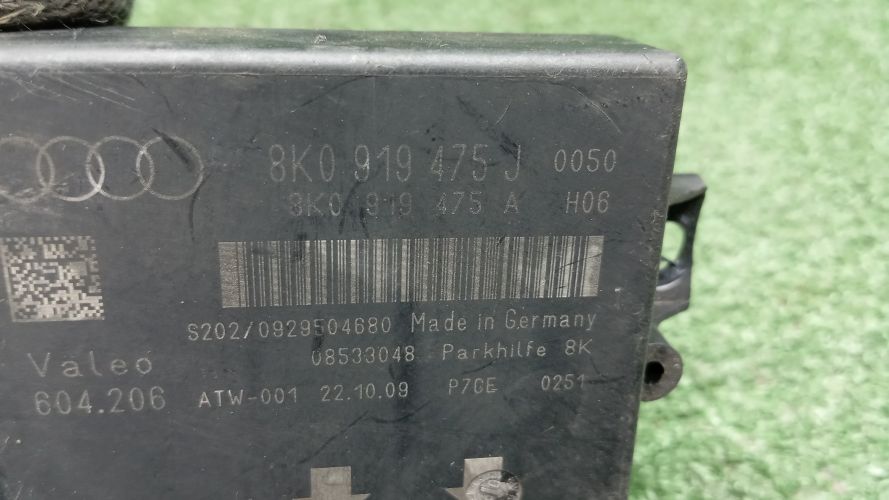 8K0 919 475 J 0050
8K0 919 475 A H06
S202/0929504680 Made in Germany
08533048 Parkhilfe 8K
Valeo
604.206 ATW-001 22.10.09 P7CE 0251